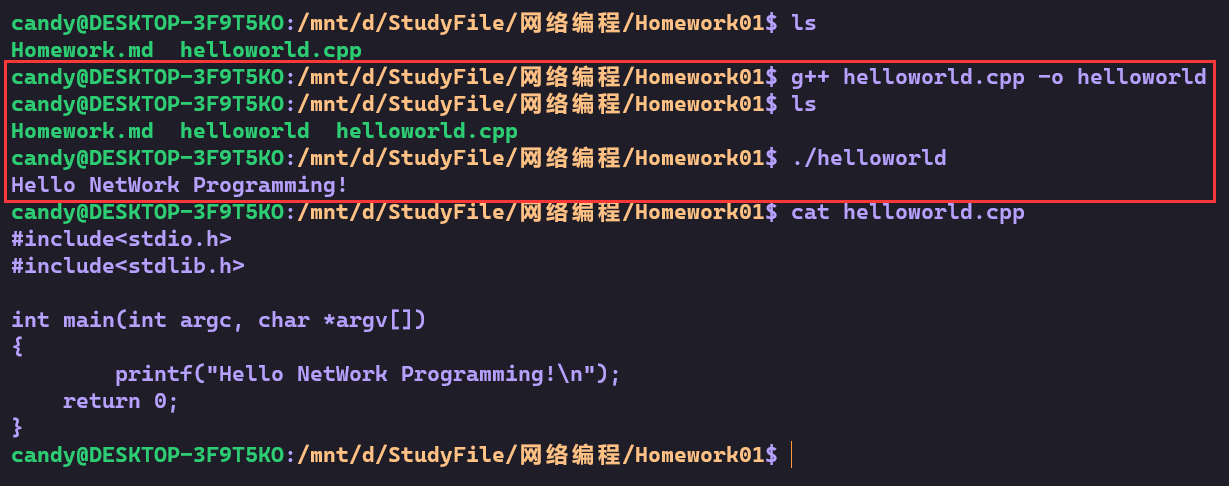 candy@DESKTOP-3F9T5KO:/mnt/d/StudyFile/网络编程/Homework01$ ls
Homework.md  helloworld.cpp
candy@DESKTOP-3F9T5KO:/mnt/d/StudyFile/网络编程/Homework01$ g++ helloworld.cpp -o helloworld
candy@DESKTOP-3F9T5KO:/mnt/d/StudyFile/网络编程/Homework01$ ls
Homework.md  helloworld  helloworld.cpp
candy@DESKTOP-3F9T5KO:/mnt/d/StudyFile/网络编程/Homework01$ ./helloworld
Hello NetWork Programming!
candy@DESKTOP-3F9T5KO:/mnt/d/StudyFile/网络编程/Homework01$ cat helloworld.cpp
#include<stdio.h>
#include<stdlib.h>

int main(int argc, char *argv[])
{
        printf("Hello NetWork Programming!\n");
    return 0;
}
candy@DESKTOP-3F9T5KO:/mnt/d/StudyFile/网络编程/Homework01$